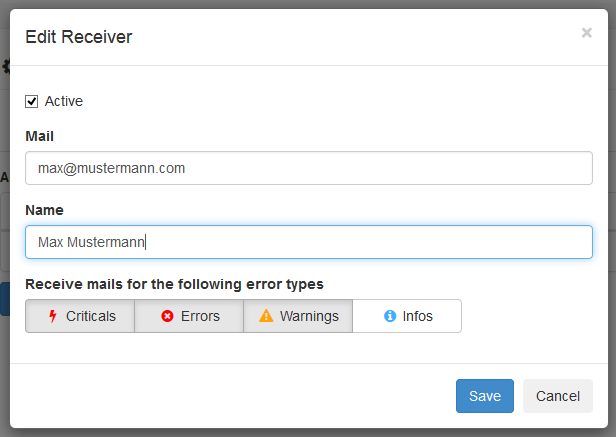 Edit Receiver ×
Active
Mail
max@mustermann.com
Name
Max Mustermann
Receive mails for the following error types
Criticals Errors Warnings Infos
Save Cancel